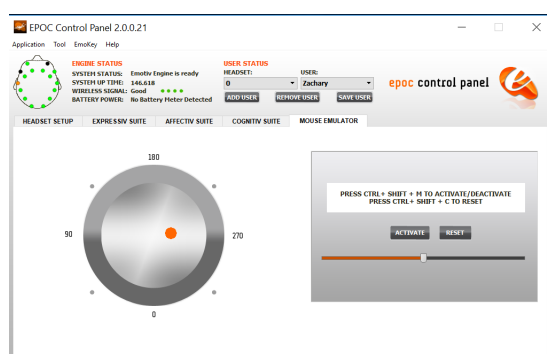 EPOC Control Panel 2.0.0.21
Application Tool EmoKey Help
ENGINE STATUS
SYSTEM STATUS: Emotiv Engine is ready
SYSTEM UP TIME: 146.618
WIRELESS SIGNAL: Good
BATTERY POWER: No Battery Meter Detected
USER STATUS
HEADSET: USER:
0 Zachary
ADD USER REMOVE USER SAVE USER
epoc control panel
HEADSET SETUP EXPRESSIV SUITE AFFECTIV SUITE COGNITIV SUITE MOUSE EMULATOR
180
90
270
0
PRESS CTRL+ SHIFT + M TO ACTIVATE/DEACTIVATE
PRESS CTRL+ SHIFT + C TO RESET
ACTIVATE RESET